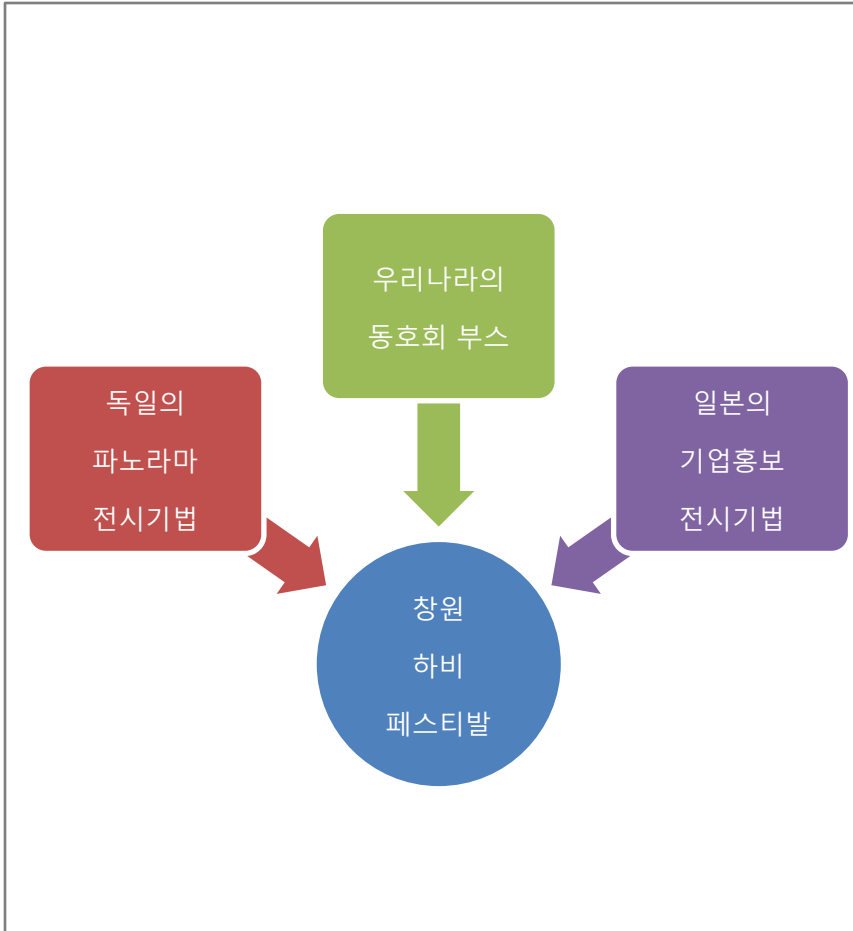 우리나라의
동호회 부스
독일의
파노라마
전시기법
일본의
기업홍보
전시기법
창원
하비
페스티발